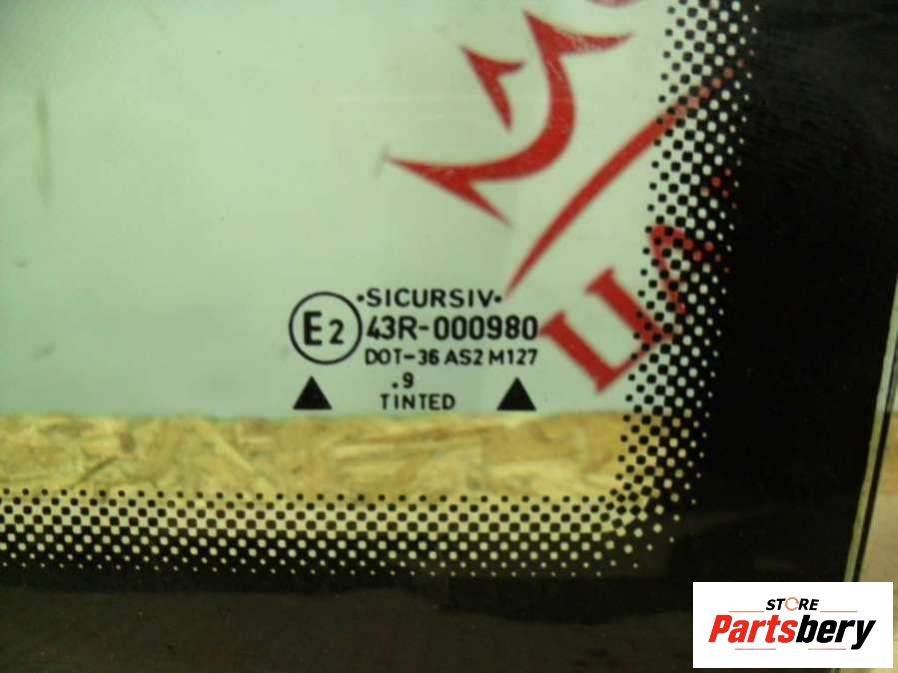 SICURSIV
E2
43R-000980
DOT-36 AS2 M127
.9
TINTED
STORE
Partsbery